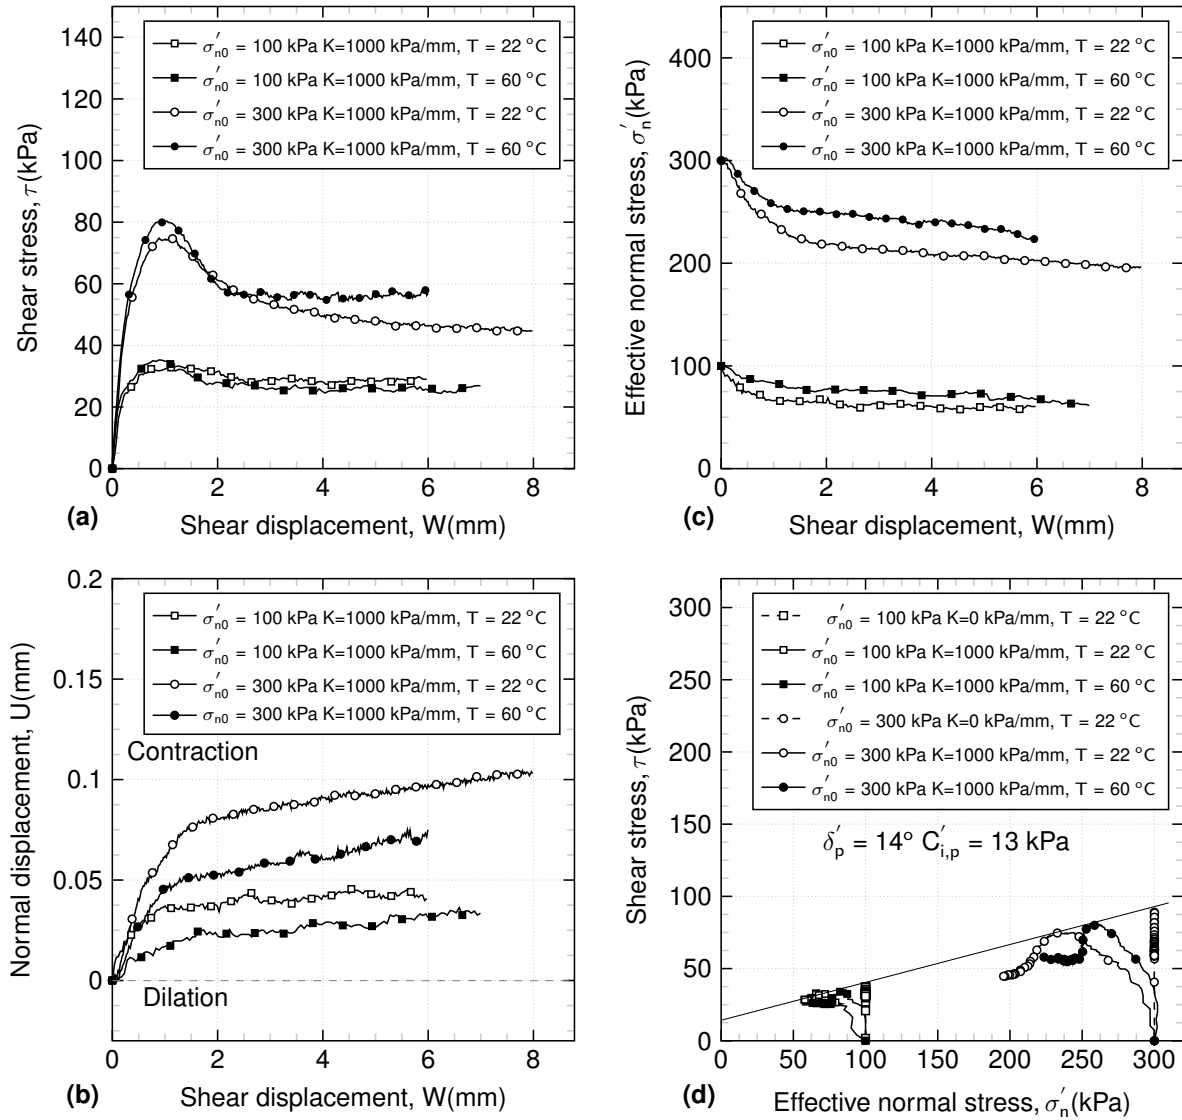 140
120
100
80
60
40
20
0
Shear stress, τ(kPa)
σ′n0 = 100 kPa K=1000 kPa/mm, T = 22 °C
σ′n0 = 100 kPa K=1000 kPa/mm, T = 60 °C
σ′n0 = 300 kPa K=1000 kPa/mm, T = 22 °C
σ′n0 = 300 kPa K=1000 kPa/mm, T = 60 °C
0 2 4 6 8
(a)
Shear displacement, W(mm)
400
300
200
100
0
Effective normal stress, σ′n(kPa)
σ′n0 = 100 kPa K=1000 kPa/mm, T = 22 °C
σ′n0 = 100 kPa K=1000 kPa/mm, T = 60 °C
σ′n0 = 300 kPa K=1000 kPa/mm, T = 22 °C
σ′n0 = 300 kPa K=1000 kPa/mm, T = 60 °C
0 2 4 6 8
(c)
Shear displacement, W(mm)
0.2
0.15
0.1
0.05
0
Normal displacement, U(mm)
σ′n0 = 100 kPa K=1000 kPa/mm, T = 22 °C
σ′n0 = 100 kPa K=1000 kPa/mm, T = 60 °C
σ′n0 = 300 kPa K=1000 kPa/mm, T = 22 °C
σn0 = 300 kPa K=1000 kPa/mm, T = 60 °C
Contraction
Dilation
0 2 4 6 8
(b)
Shear displacement, W(mm)
300
250
200
150
100
50
0
Shear stress, τ(kPa)
σ′n0 = 100 kPa K=0 kPa/mm, T = 22 °C
σ′n0 = 100 kPa K=1000 kPa/mm, T = 22 °C
σ′n0 = 100 kPa K=1000 kPa/mm, T = 60 °C
σ′n0 = 300 kPa K=0 kPa/mm, T = 22 °C
σ′n0 = 300 kPa K=1000 kPa/mm, T = 22 °C
σ′n0 = 300 kPa K=1000 kPa/mm, T = 60 °C
δ′p = 14° C′i,p = 13 kPa
0 50 100 150 200 250 300
(d)
Effective normal stress, σ′n(kPa)